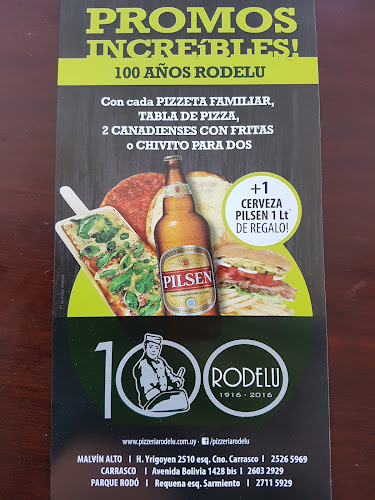 PROMOS
INCREíBLES!
100 AÑOS RODELU
Con cada PIZZETA FAMILIAR,
TABLA DE PIZZA,
2 CANADIENSES CON FRITAS
o CHIVITO PARA DOS
+1
CERVEZA
PILSEN 1 Lt
DE REGALO!
PILSEN
100 RODELU
1916 - 2016
www.pizzeriarodelu.com.uy · f/pizzeriarodelu
MALVÍN ALTO I H. Yrigoyen 2510 esq. Cno. Carrasco I 2526 5969
CARRASCO I Avenida Bolivia 1428 bis I 2603 2929
PARQUE RODÓ I Requena esq. Sarmiento I 2711 5929